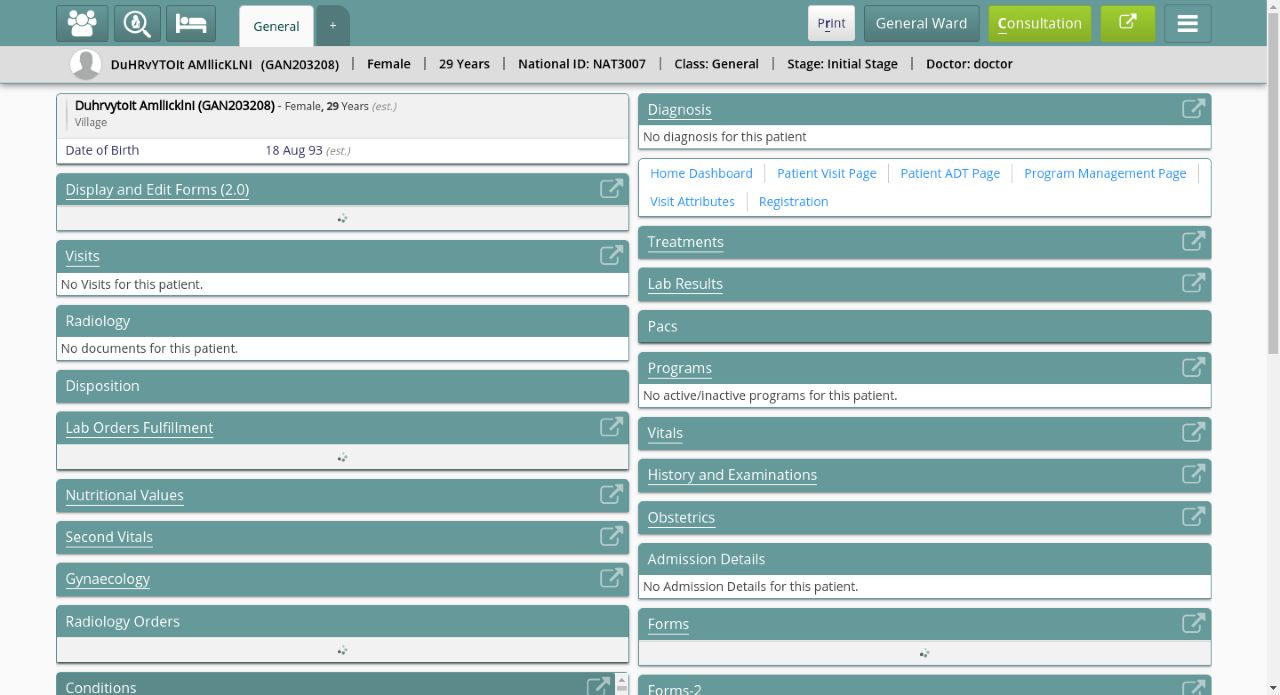 General
+
Print
General Ward
Consultation
DuHRvYTOIt AMllicKLNI (GAN203208) | Female | 29 Years | National ID: NAT3007 | Class: General | Stage: Initial Stage | Doctor: doctor
Duhrvytoit Amllicklni (GAN203208) - Female, 29 Years (est.)
Village
Date of Birth 18 Aug 93 (est.)
Display and Edit Forms (2.0)
Visits
No Visits for this patient.
Radiology
No documents for this patient.
Disposition
Lab Orders Fulfillment
Nutritional Values
Second Vitals
Gynaecology
Radiology Orders
Conditions
Diagnosis
No diagnosis for this patient
Home Dashboard
Patient Visit Page
Patient ADT Page
Program Management Page
Visit Attributes
Registration
Treatments
Lab Results
Pacs
Programs
No active/inactive programs for this patient.
Vitals
History and Examinations
Obstetrics
Admission Details
No Admission Details for this patient.
Forms
Forms-2